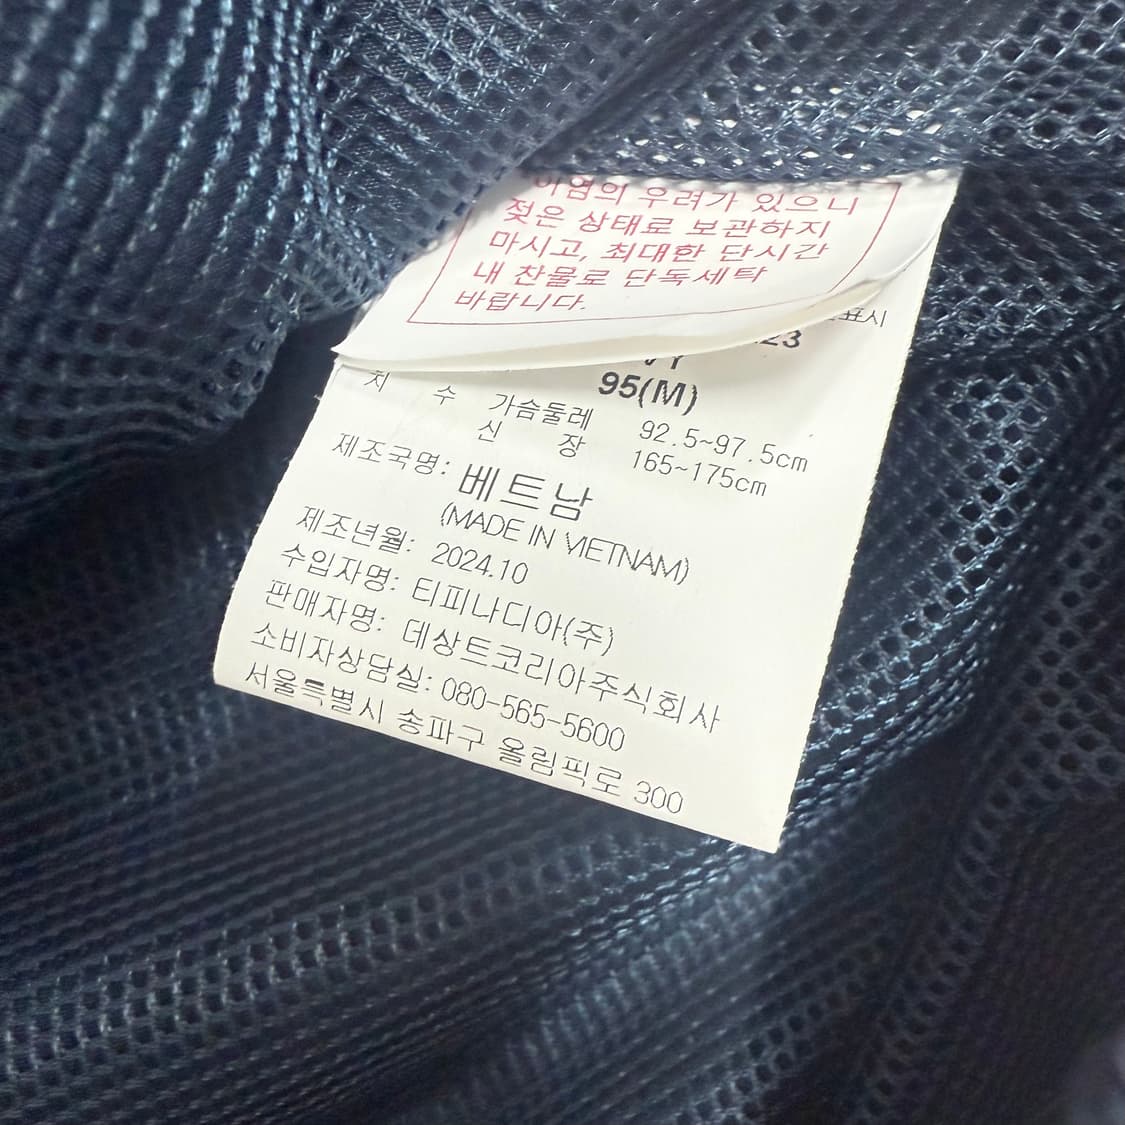 이염의 우려가 있으니
젖은 상태로 보관하지
마시고, 최대한 단시간
내 찬물로 단독세탁
바랍니다.
표시
23
95(M)
치 수 가슴둘레 92.5~97.5cm
신 장 165~175cm
제조국명: 베트남
(MADE IN VIETNAM)
제조년월: 2024.10
수입자명: 티피나디아(주)
판매자명: 데상트코리아주식회사
소비자상담실: 080-565-5600
서울특별시 송파구 올림픽로 300